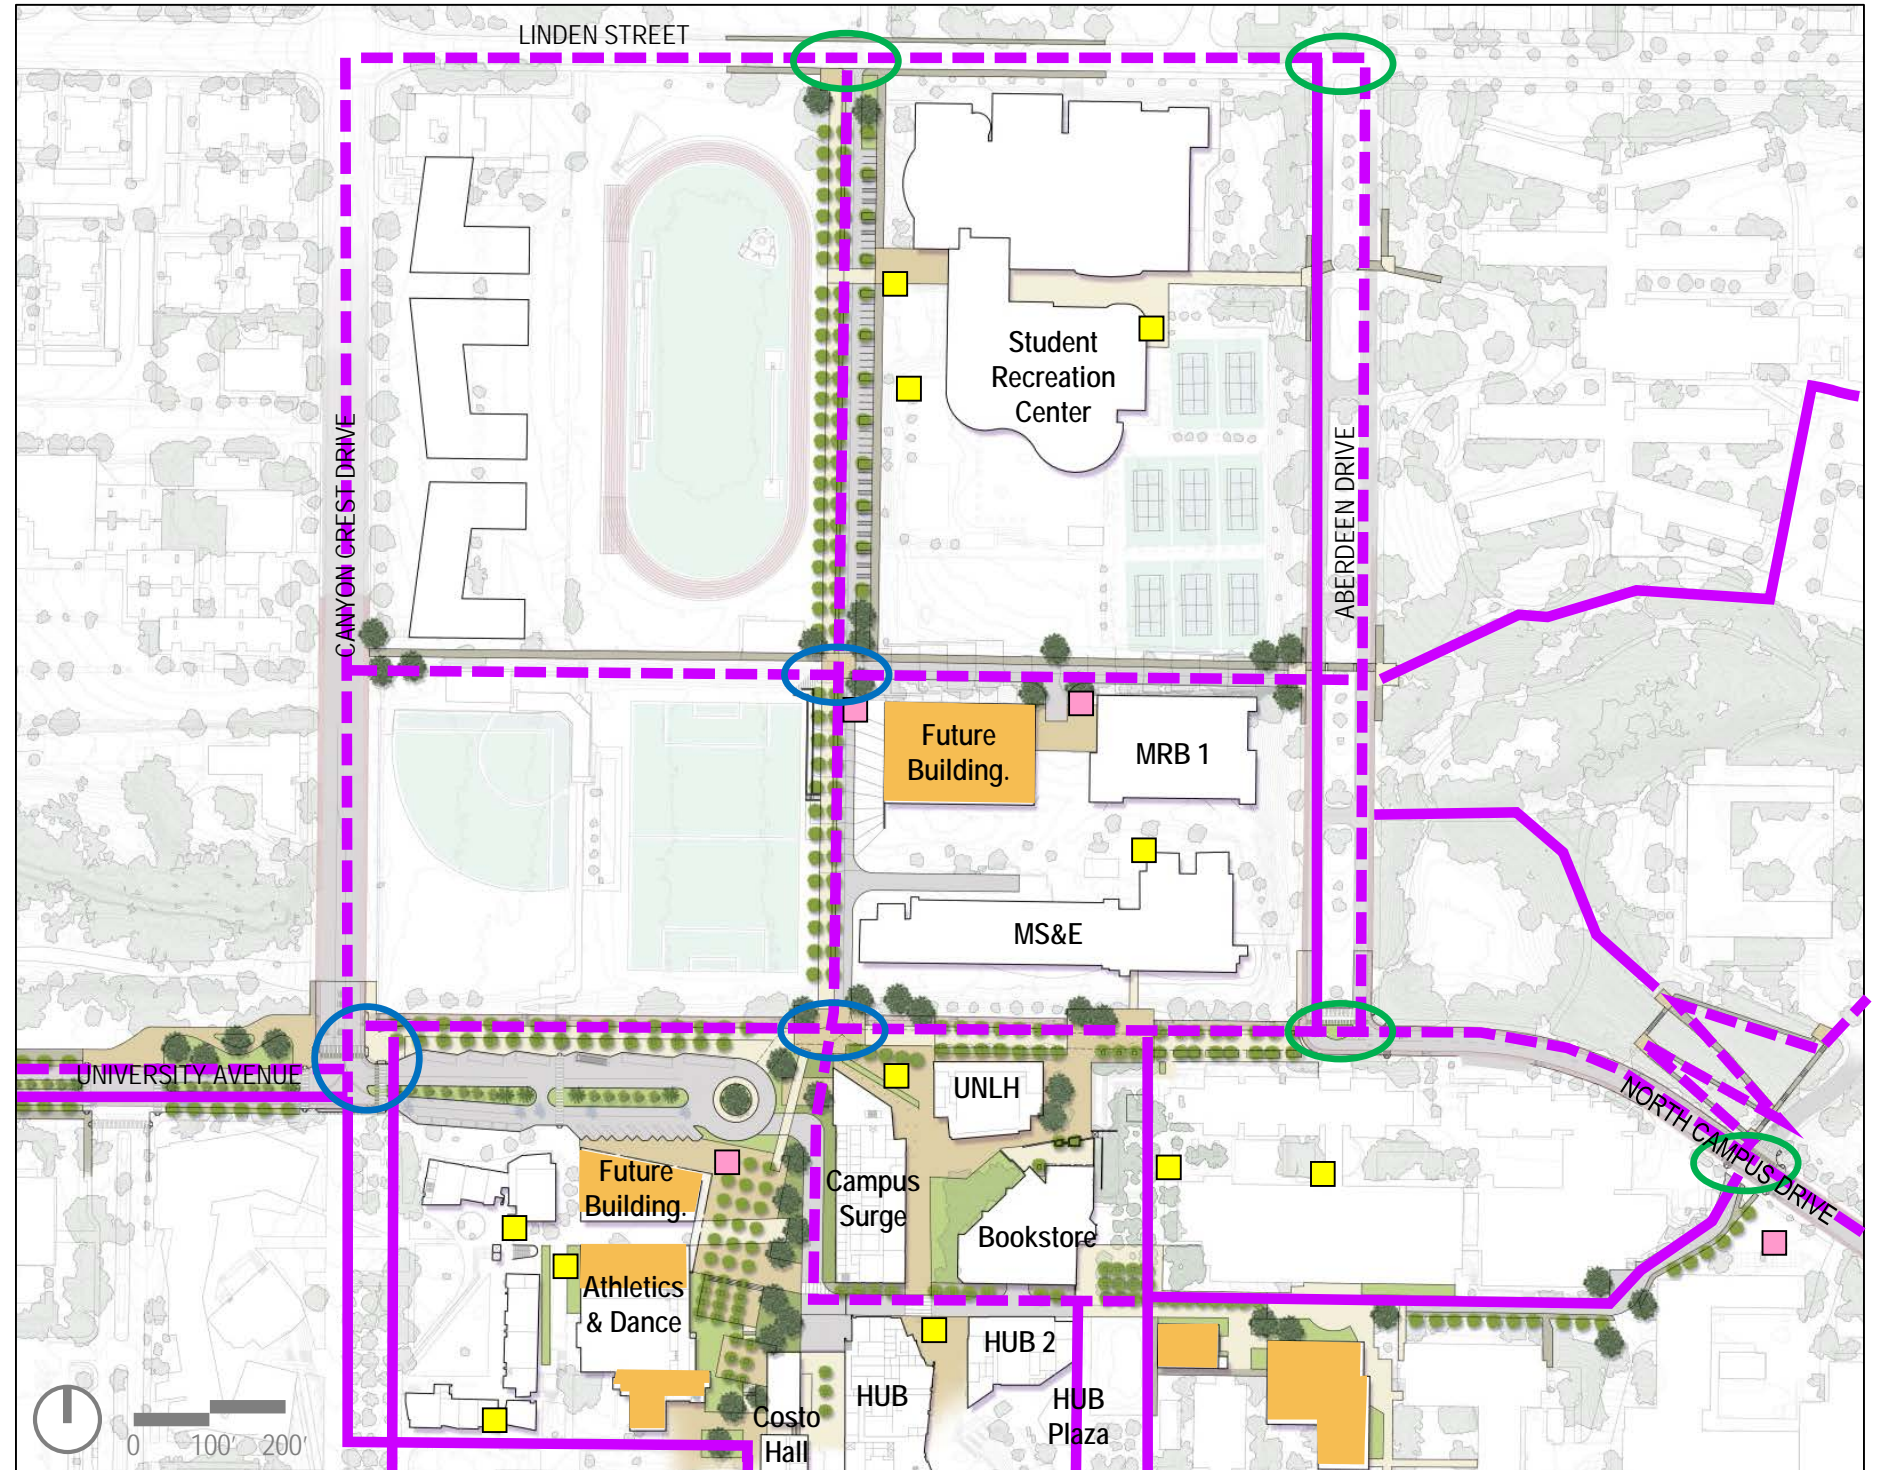 LINDEN STREET
Student
Recreation
Center
CANYON CREST DRIVE
ABERDEEN DRIVE
Future
Building.
MRB 1
MS&E
UNIVERSITY AVENUE
UNLH
NORTH CAMPUS DRIVE
Future
Building.
Campus
Surge
Bookstore
Athletics
& Dance
HUB 2
HUB
HUB
Plaza
Costo
Hall
0 100' 200'